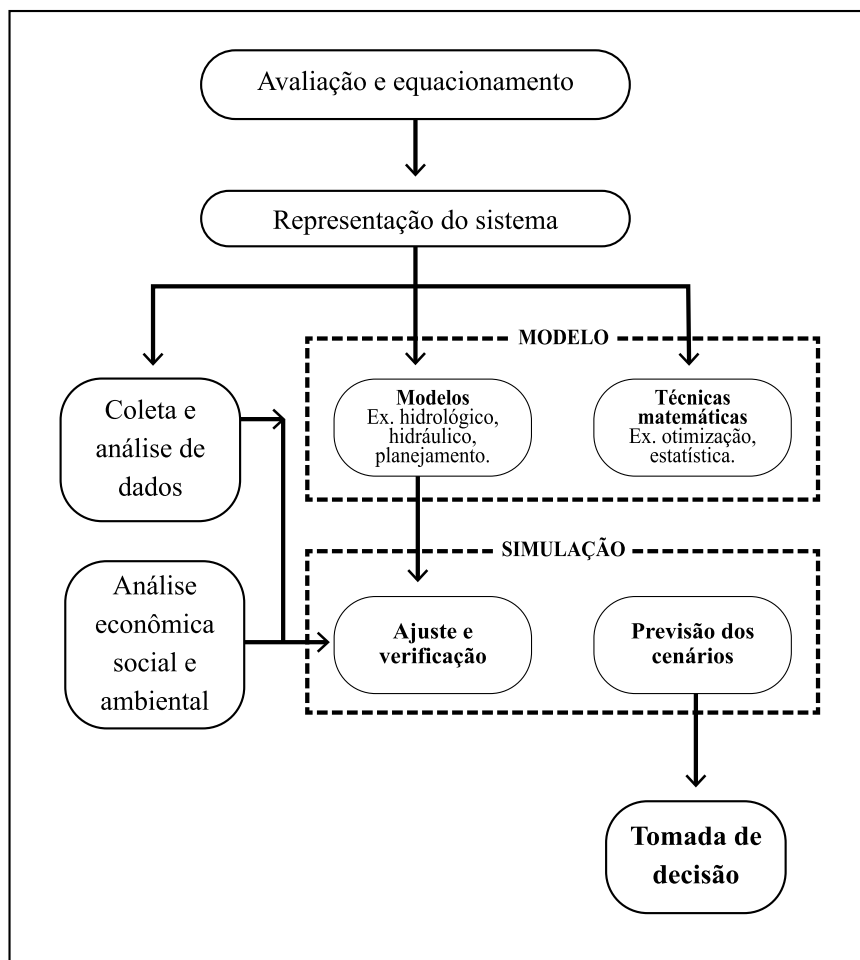 Avaliação e equacionamento
Representação do sistema
MODELO
Coleta e
análise de
dados
Modelos
Ex. hidrológico,
hidráulico,
planejamento.
Técnicas
matemáticas
Ex. otimização,
estatística.
SIMULAÇÃO
Análise
econômica
social e
ambiental
Ajuste e
verificação
Previsão dos
cenários
Tomada de
decisão